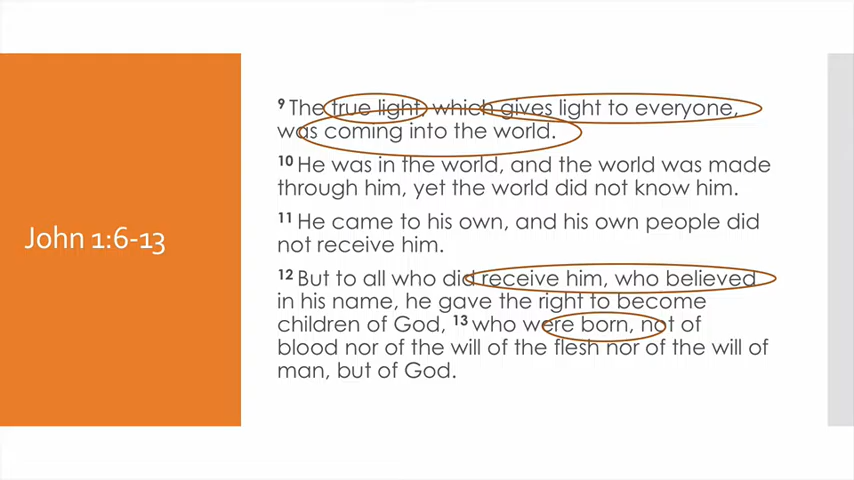 John 1:6-13
9 The true light, which gives light to everyone,
was coming into the world.
10 He was in the world, and the world was made
through him, yet the world did not know him.
11 He came to his own, and his own people did
not receive him.
12 But to all who did receive him, who believed
in his name, he gave the right to become
children of God, 13 who were born, not of
blood nor of the will of the flesh nor of the will of
man, but of God.